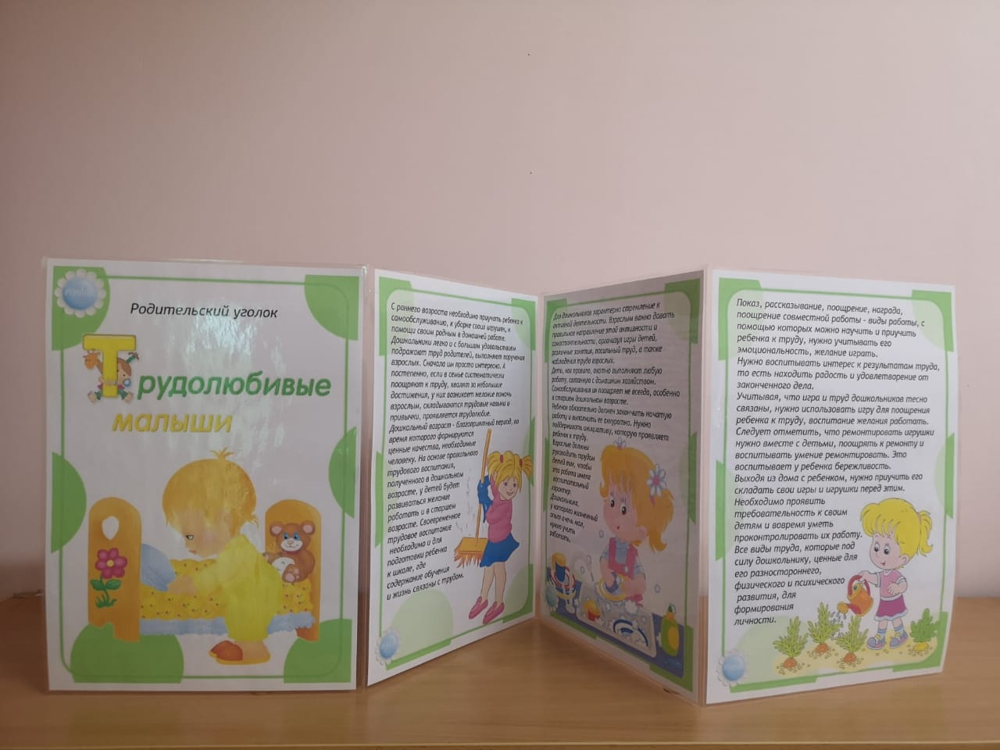 Родительский уголок
Трудолюбивые
малыши
С раннего возраста необходимо приучать ребенка к
самообслуживанию, к уборке своих игрушек, к
помощи своим родным в домашней работе.
Дошкольники легко и с большим удовольствием
подражают труд родителей, выполняют поручения
взрослых. Сначала им просто интересно. А
постепенно, если в семье систематически
поощряют к труду, хвалят за небольшие
достижения, у них возникает желание помочь
взрослым, складываются трудовые навыки и
привычки, проявляется трудолюбие.
Дошкольный возраст - благоприятный период, во
время которого формируются
ценные качества, необходимые
человеку. На основе правильного
трудового воспитания,
полученного в дошкольном
возрасте, у детей будет
развиваться желание
работать и в старшем
возрасте. Своевременное
трудовое воспитание
необходимо и для
подготовки ребенка
к школе, где
содержание обучения
и жизнь связаны с трудом.
Для дошкольников характерно стремление к
активной деятельности. Взрослым важно давать
правильное направление этой активности и
самостоятельности, организуя игры детей,
различные занятия, посильный труд, а также
наблюдения труда взрослых.
Дети, как правило, охотно выполняют любую
работу, связанную с домашним хозяйством.
Самообслуживания их поощряет не всегда, особенно
в старшем дошкольном возрасте.
Ребенок обязательно должен закончить начатую
работу и выполнить ее аккуратно. Нужно
поддерживать инициативу, которую проявляет
ребенок к труду.
Взрослые должны
руководить трудом
детей так, чтобы
эта работа имела
воспитательный
характер.
Дошкольника,
у которого жизненный
опыт очень мал,
нужно учить
работать.
Показ, рассказывание, поощрение, награда,
поощрение совместной работы - виды работы, с
помощью которых можно научить и приучить
ребенка к труду, нужно учитывать его
эмоциональность, желание играть.
Нужно воспитывать интерес к результатам труда,
то есть находить радость и удовлетворение от
законченного дела.
Учитывая, что игра и труд дошкольников тесно
связаны, нужно использовать игру для поощрения
ребенка к труду, воспитание желания работать.
Следует отметить, что ремонтировать игрушки
нужно вместе с детьми, поощрять к ремонту и
воспитывать умение ремонтировать. Это
воспитывает у ребенка бережливость.
Выходя из дома с ребенком, нужно приучить его
складать свои игры и игрушки перед этим.
Необходимо проявить
требовательность к своим
детям и вовремя уметь
проконтролировать их работу.
Все виды труда, которые под
силу дошкольнику, ценные для
его разностороннего,
физического и психического
развития, для
формирования
личности.